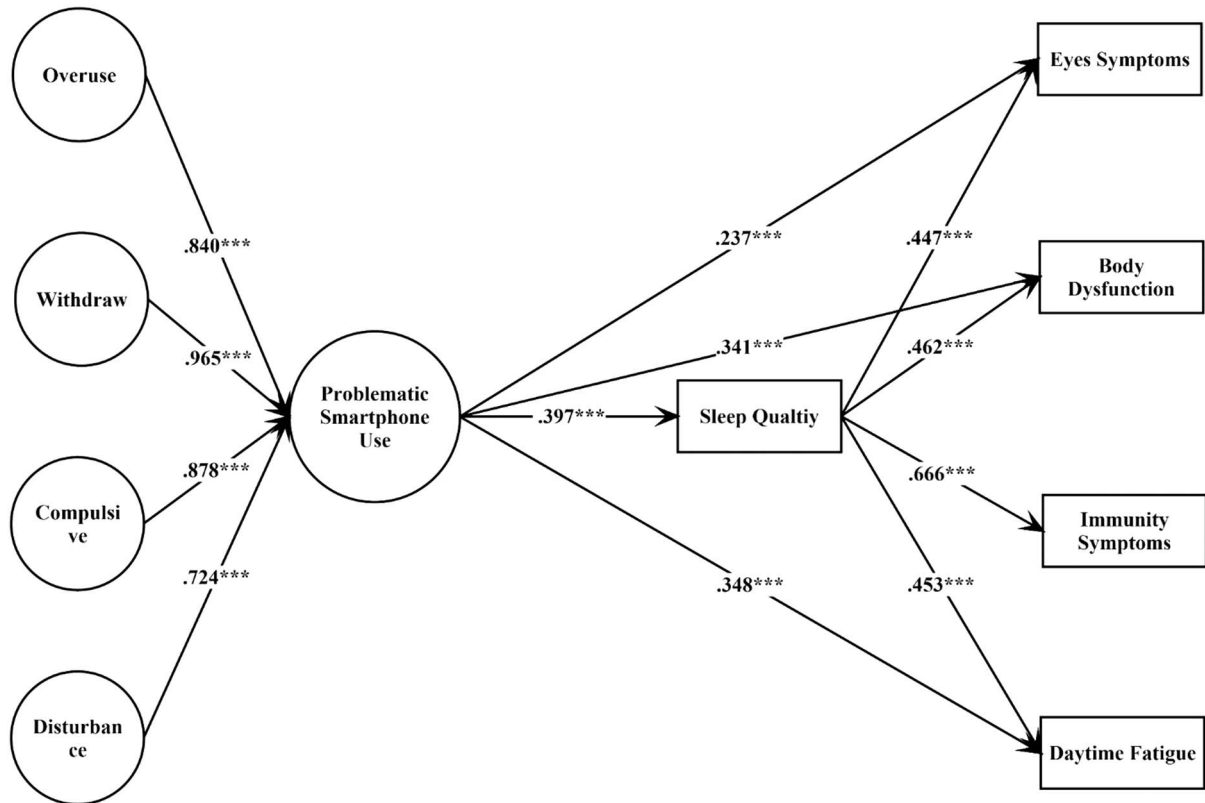 Overuse
Eyes Symptoms
.840***
.237***
.447***
Withdraw
Body
Dysfunction
.965***
.341***
.462***
Problematic
Smartphone
Use
.397***
Sleep Qualtiy
.878***
.666***
Compulsi
ve
Immunity
Symptoms
.724***
.348***
.453***
Disturban
ce
Daytime Fatigue